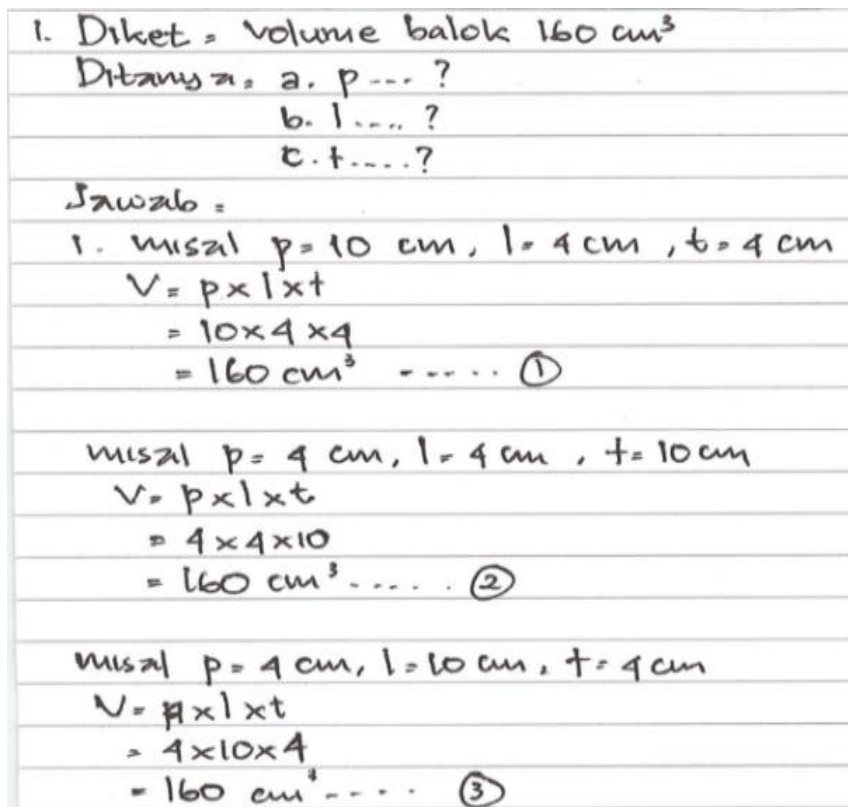 1. Diket = Volume balok 160 cm³
Ditanya = a. p .... ?
b. l ..... ?
c. t ..... ?
Jawab =
1. misal p = 10 cm, l = 4 cm, t = 4 cm
V = p x l x t
= 10 x 4 x 4
= 160 cm³ ...... ①
misal p = 4 cm, l = 4 cm, t = 10 cm
V = p x l x t
= 4 x 4 x 10
= 160 cm³ ...... ②
misal p = 4 cm, l = 10 cm, t = 4 cm
V = p x l x t
= 4 x 10 x 4
= 160 cm³ ..... ③